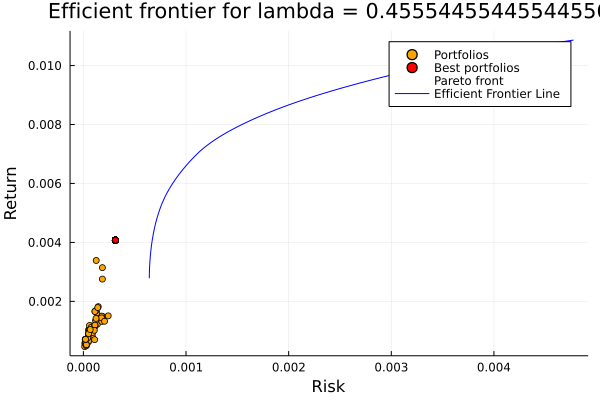 Efficient frontier for lambda = 0.4555445544554455
0.010
0.008
0.006
0.004
0.002
Return
Portfolios
Best portfolios
Pareto front
Efficient Frontier Line
0.000
0.001
0.002
0.003
0.004
Risk